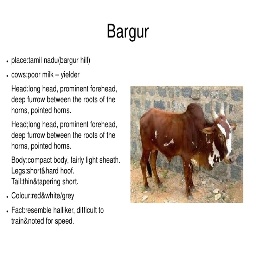 Bargur
• place:tamil nadu(bargur hill)
• cows:poor milk – yielder
Head:long head, prominent forehead,
deep furrow between the roots of the
horns, pointed horns.
Head:long head, prominent forehead,
deep furrow between the roots of the
horns, pointed horns.
Body:compact body, fairly light sheath.
Legs:short&hard hoof.
Tail:thin&tapering short.
• Colour:red&white/grey
• Fact:resemble halliker, difficult to
train&noted for speed.